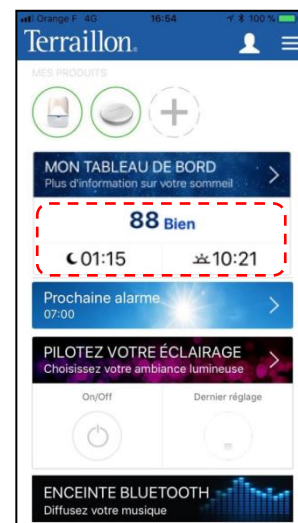 Orange F 4G 16:54 100 %
Terraillon.
MES PRODUITS
MON TABLEAU DE BORD
Plus d'information sur votre sommeil
88 Bien
01:15 10:21
Prochaine alarme
07:00
PILOTEZ VOTRE ÉCLAIRAGE
Choisissez votre ambiance lumineuse
On/Off Dernier réglage
ENCEINTE BLUETOOTH
Diffusez votre musique